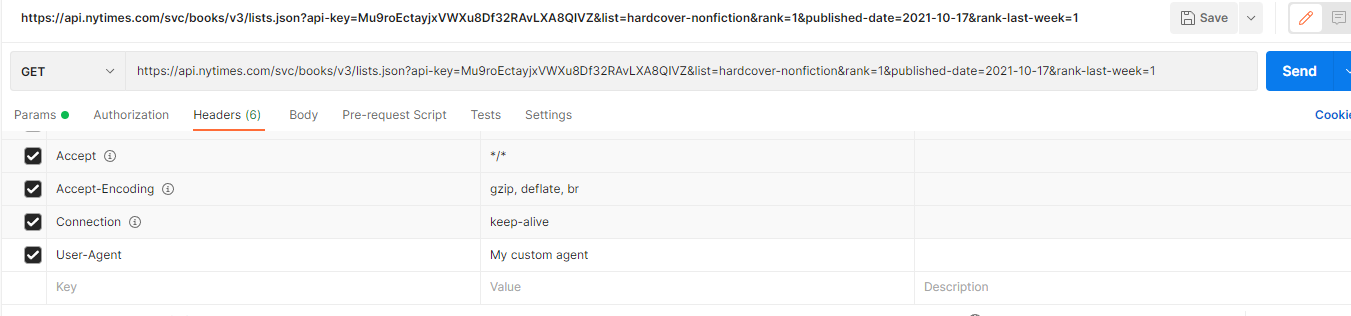 https://api.nytimes.com/svc/books/v3/lists.json?api-key=Mu9roEctayjxVWXu8Df32RAvLXA8QIVZ&list=hardcover-nonfiction&rank=1&published-date=2021-10-17&rank-last-week=1 Save
GET https://api.nytimes.com/svc/books/v3/lists.json?api-key=Mu9roEctayjxVWXu8Df32RAvLXA8QIVZ&list=hardcover-nonfiction&rank=1&published-date=2021-10-17&rank-last-week=1 Send
Params Authorization Headers (6) Body Pre-request Script Tests Settings Cookie
Accept */*
Accept-Encoding gzip, deflate, br
Connection keep-alive
User-Agent My custom agent
Key Value Description